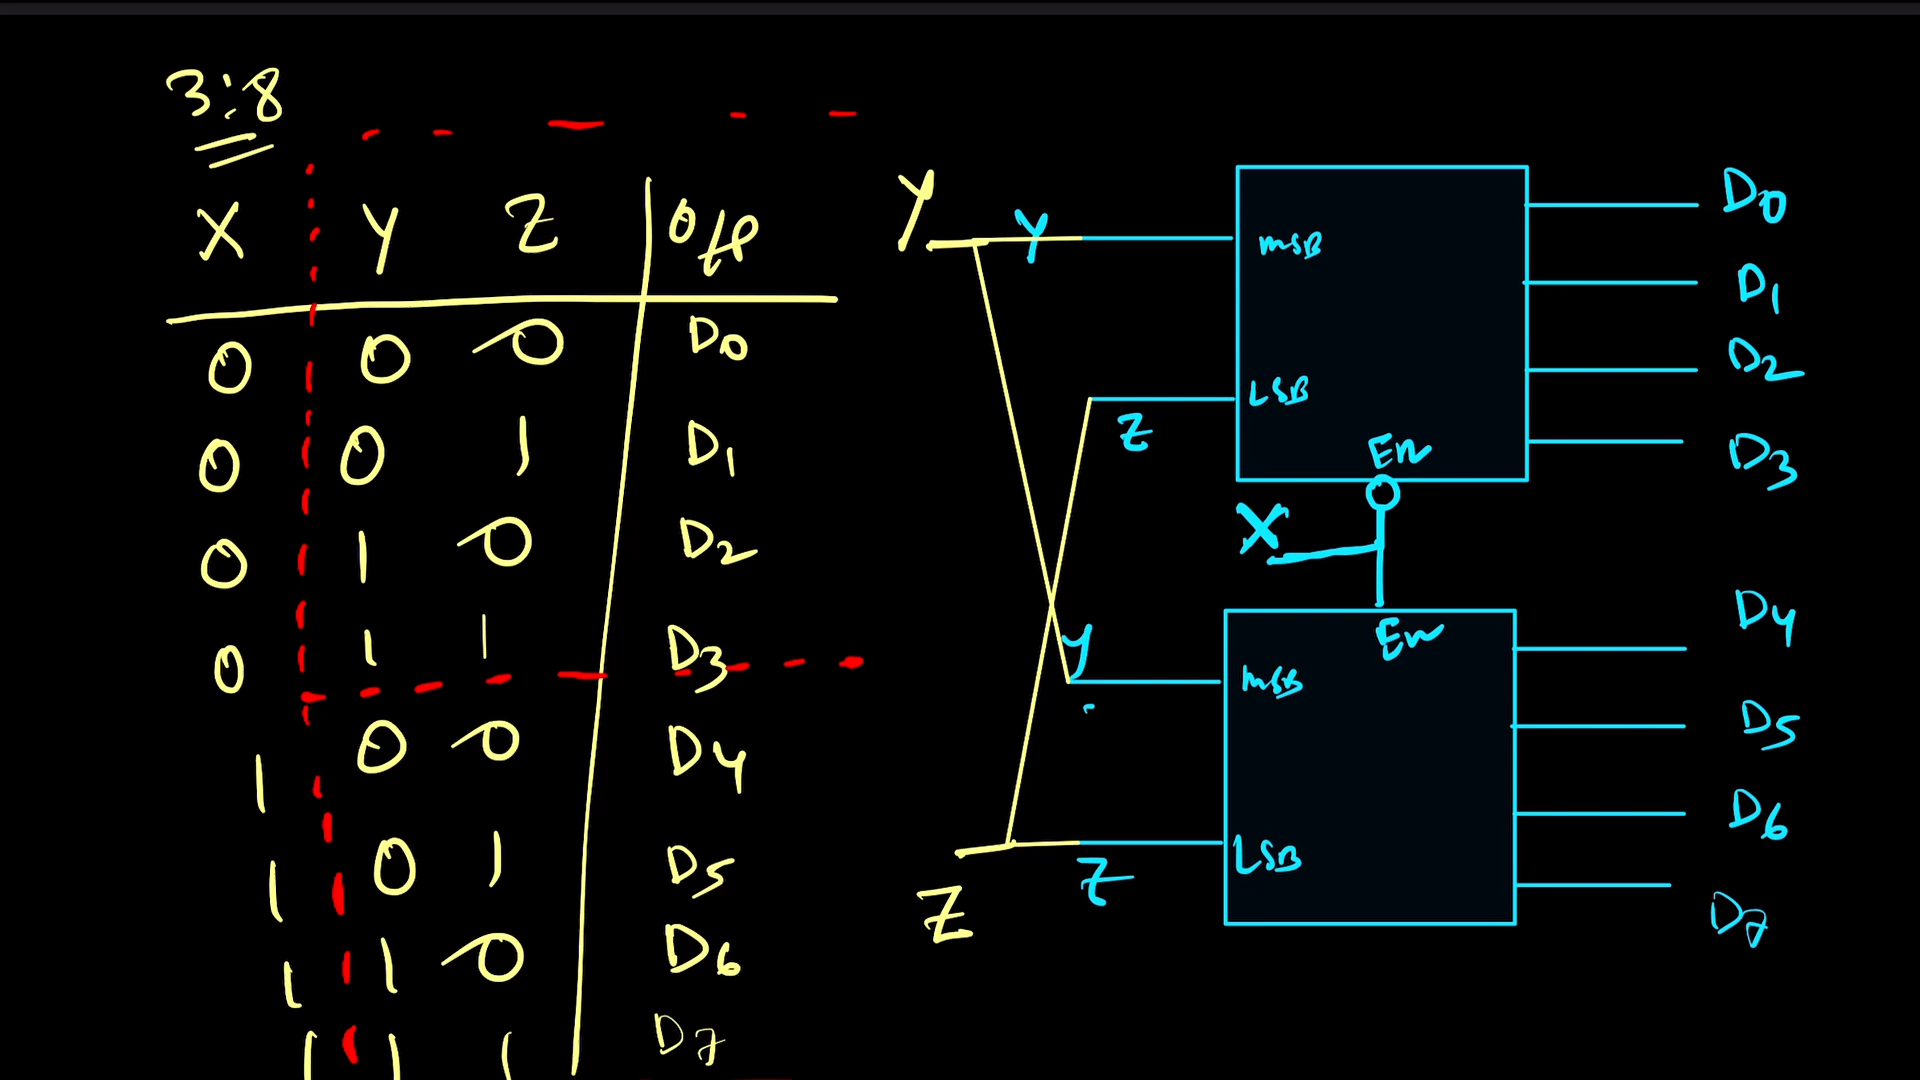 3:8
X Y Z O/P
0 0 0 D0
0 0 1 D1
0 1 0 D2
0 1 1 D3
1 0 0 D4
1 0 1 D5
1 1 0 D6
1 1 1 D7
Y Y MSB D0
D1
D2
Z LSB
En D3
X
En D4
Y MSB
D5
D6
Z Z LSB
D7